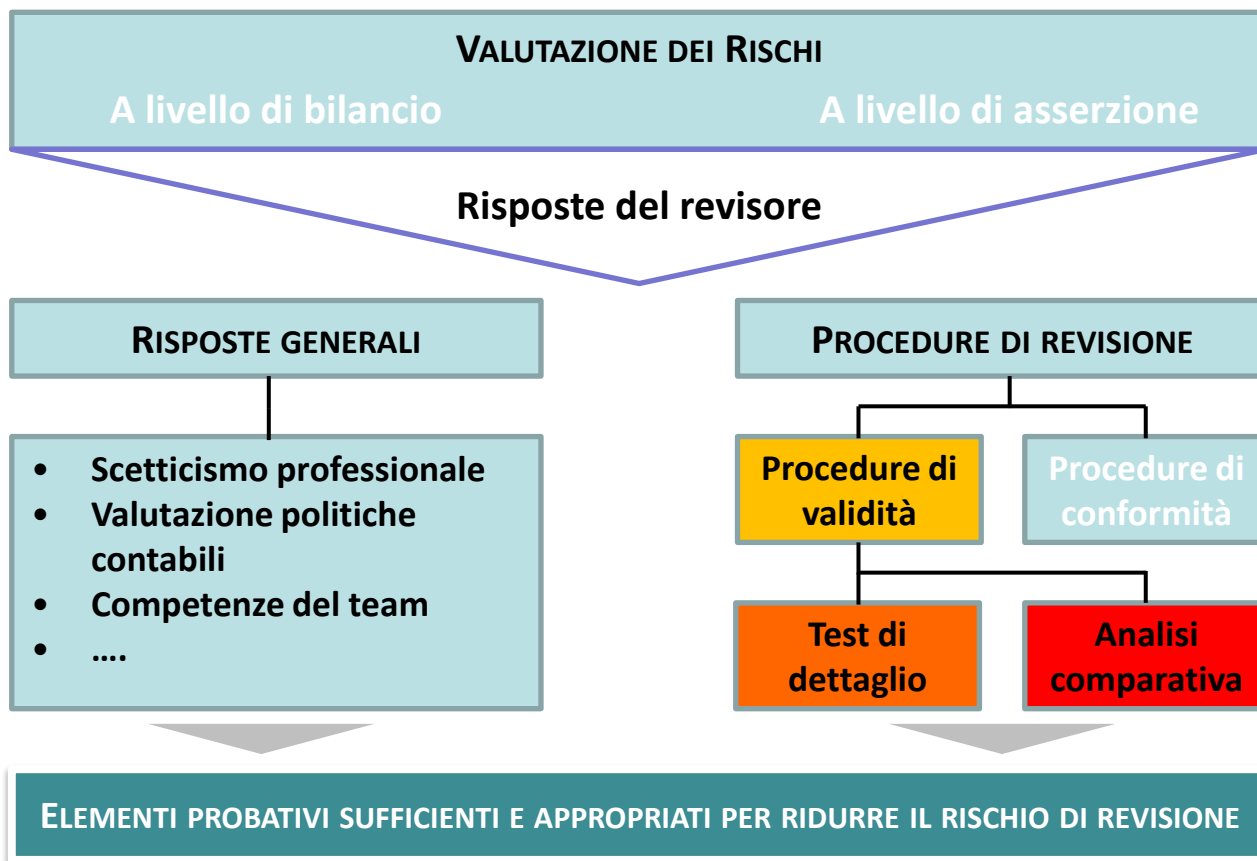 VALUTAZIONE DEI RISCHI
A livello di bilancio
A livello di asserzione
Risposte del revisore
RISPOSTE GENERALI
• Scetticismo professionale
• Valutazione politiche
contabili
• Competenze del team
• ....
PROCEDURE DI REVISIONE
Procedure di
validità
Procedure di
conformità
Test di
dettaglio
Analisi
comparativa
ELEMENTI PROBATIVI SUFFICIENTI E APPROPRIATI PER RIDURRE IL RISCHIO DI REVISIONE